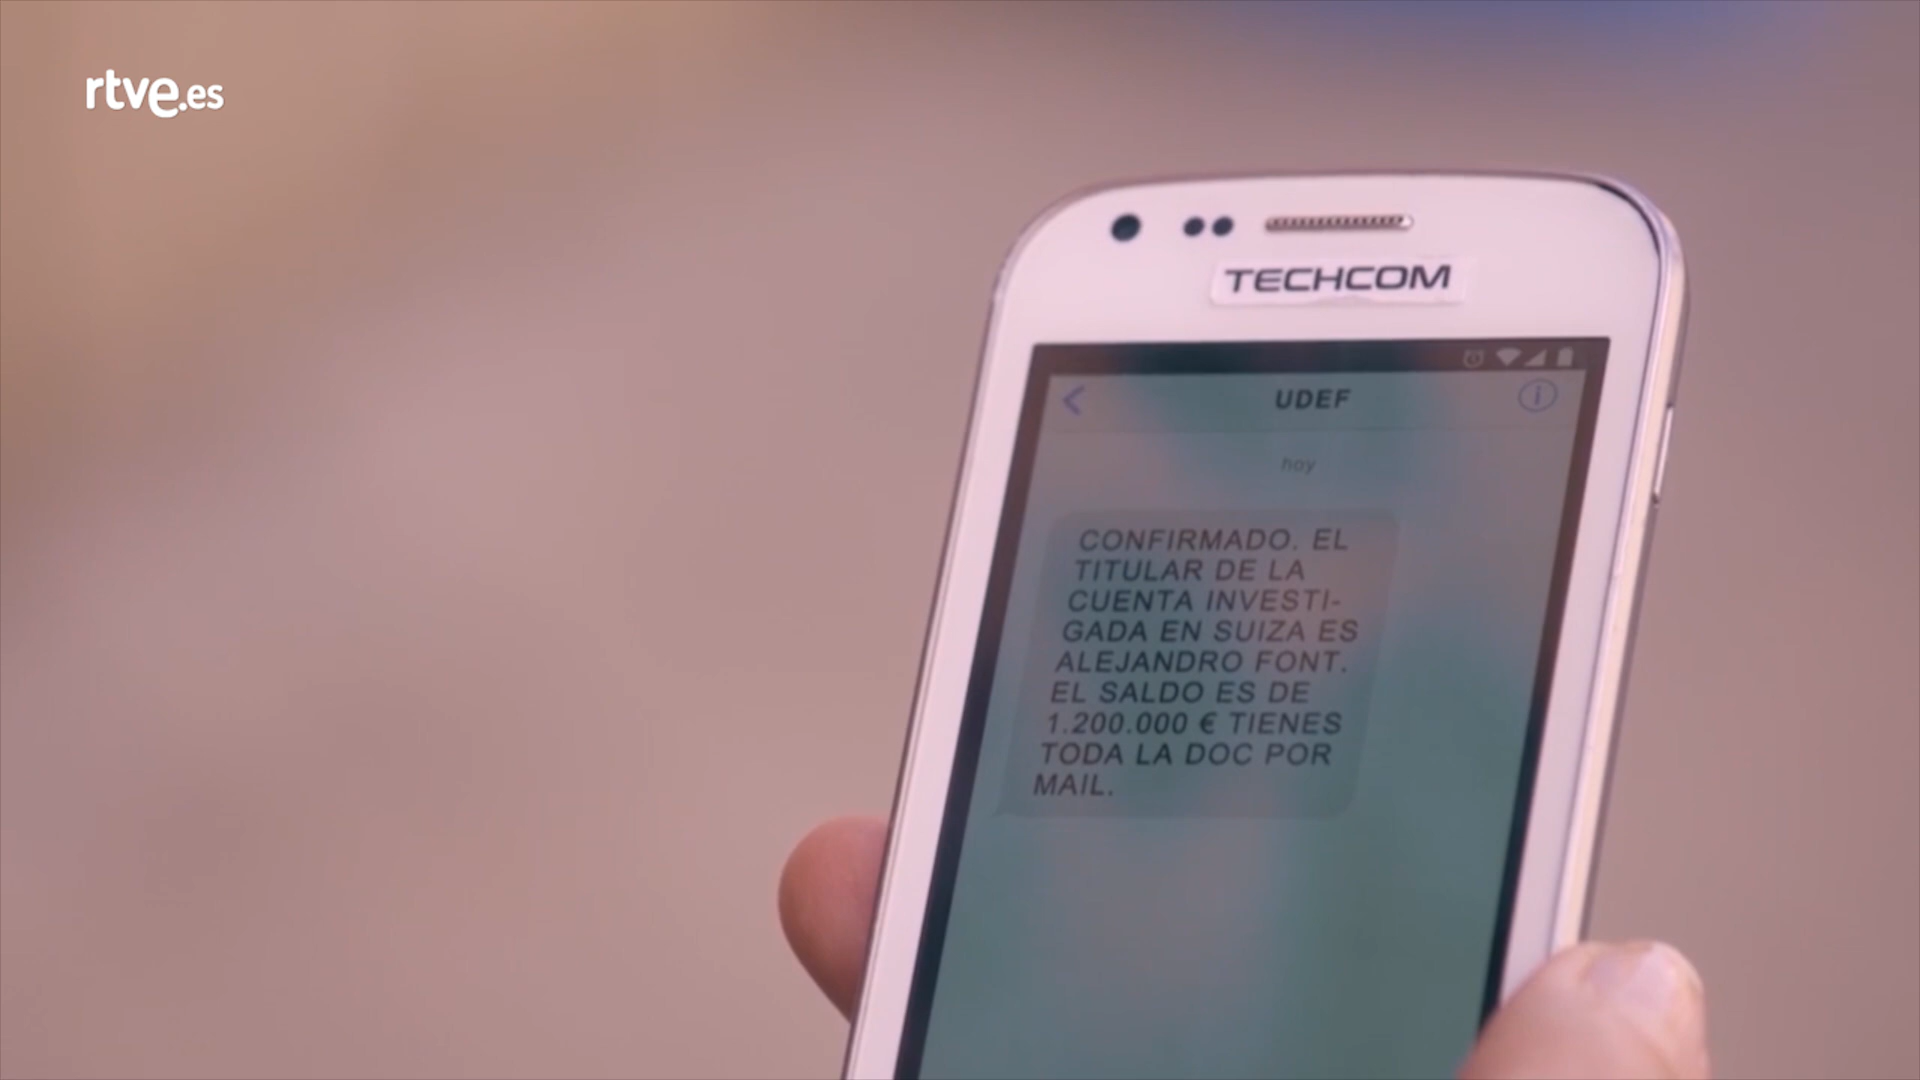 rtve.es
TECHCOM
UDEF
hoy
CONFIRMADO. EL
TITULAR DE LA
CUENTA INVESTI-
GADA EN SUIZA ES
ALEJANDRO FONT.
EL SALDO ES DE
1.200.000 € TIENES
TODA LA DOC POR
MAIL.